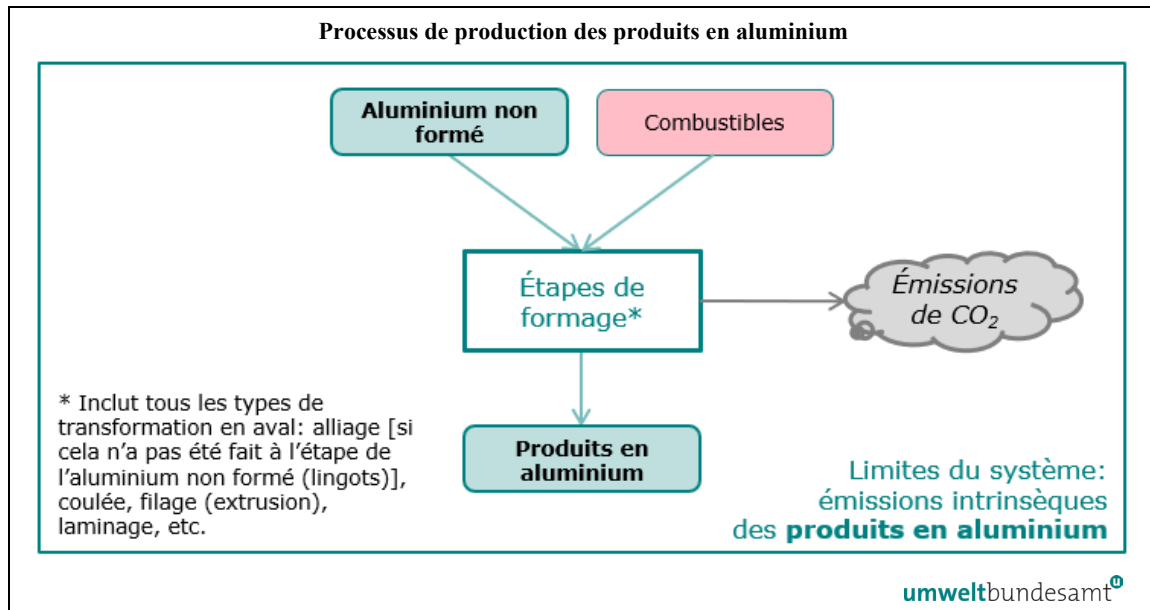 Processus de production des produits en aluminium
Aluminium non
formé
Combustibles
Étapes de
formage*
Émissions
de CO₂
* Inclut tous les types de
transformation en aval: alliage [si
cela n'a pas été fait à l'étape de
l'aluminium non formé (lingots)],
coulée, filage (extrusion),
laminage, etc.
Produits en
aluminium
Limites du système:
émissions intrinsèques
des produits en aluminium
umweltbundesamt